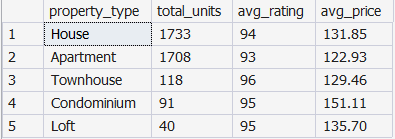 property_type total_units avg_rating avg_price
1 House 1733 94 131.85
2 Apartment 1708 93 122.93
3 Townhouse 118 96 129.46
4 Condominium 91 95 151.11
5 Loft 40 95 135.70